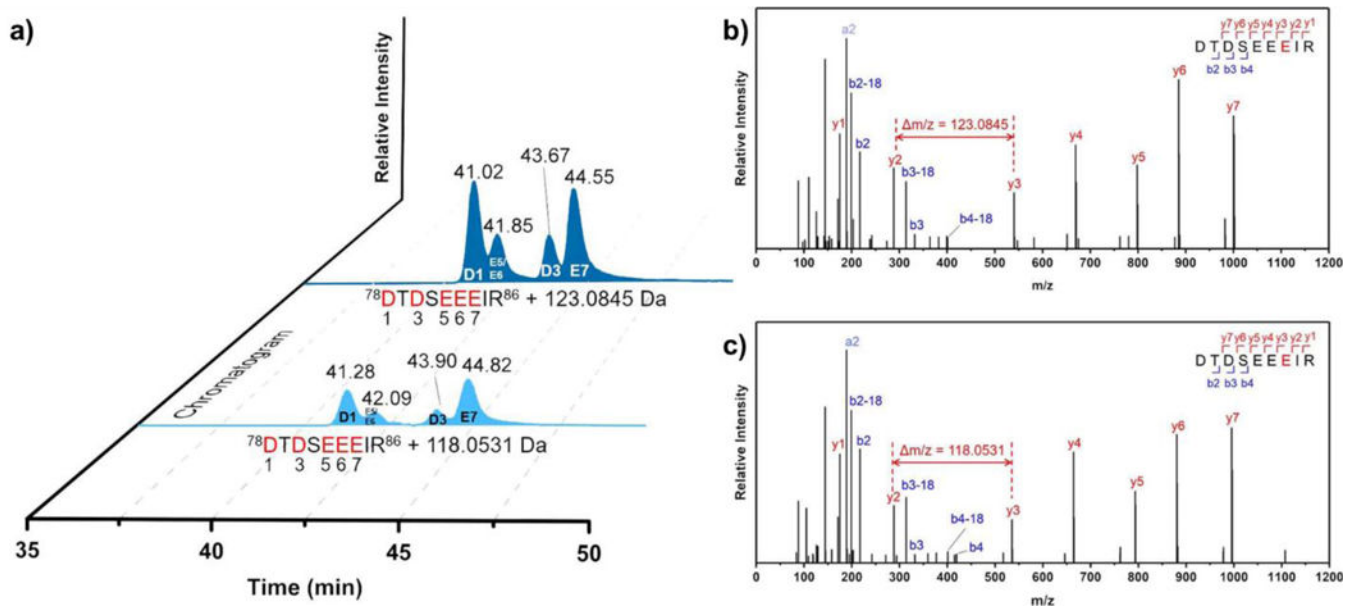 a)
Relative Intensity
41.02
41.85
43.67
44.55
D1
E5/
E6
D3
E7
⁷⁸DTDSEEEIR⁸⁶ + 123.0845 Da
1 3 5 6 7
Chromatogram
41.28
42.09
43.90
44.82
D1
E5/
E6
D3
E7
⁷⁸DTDSEEEIR⁸⁶ + 118.0531 Da
1 3 5 6 7
35 40 45 50
Time (min)
b)
Relative Intensity
a2
b2-18
y1
b2
y2
b3-18
b3
b4-18
Δm/z = 123.0845
y3
y4
y5
y6
y7
y7 y6 y5 y4 y3 y2 y1
DTDSEEEIR
b2 b3 b4
0 100 200 300 400 500 600 700 800 900 1000 1100 1200
m/z
c)
Relative Intensity
a2
b2-18
y1
b2
y2
b3-18
b3
b4-18
b4
Δm/z = 118.0531
y3
y4
y5
y6
y7
y7 y6 y5 y4 y3 y2 y1
DTDSEEEIR
b2 b3 b4
0 100 200 300 400 500 600 700 800 900 1000 1100 1200
m/z